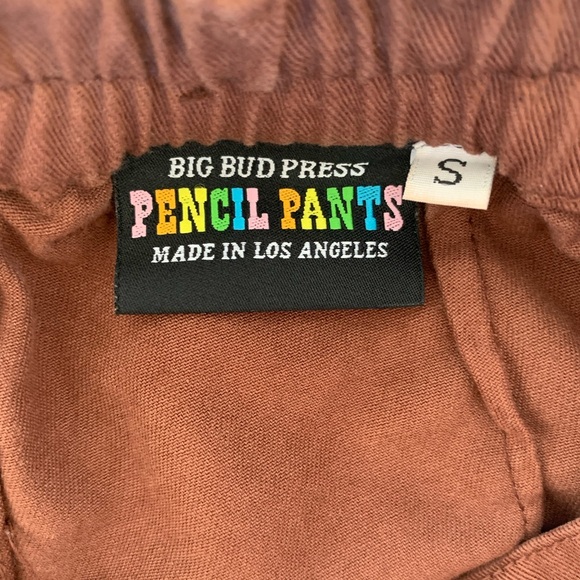 BIG BUD PRESS
PENCIL PANTS
MADE IN LOS ANGELES
S